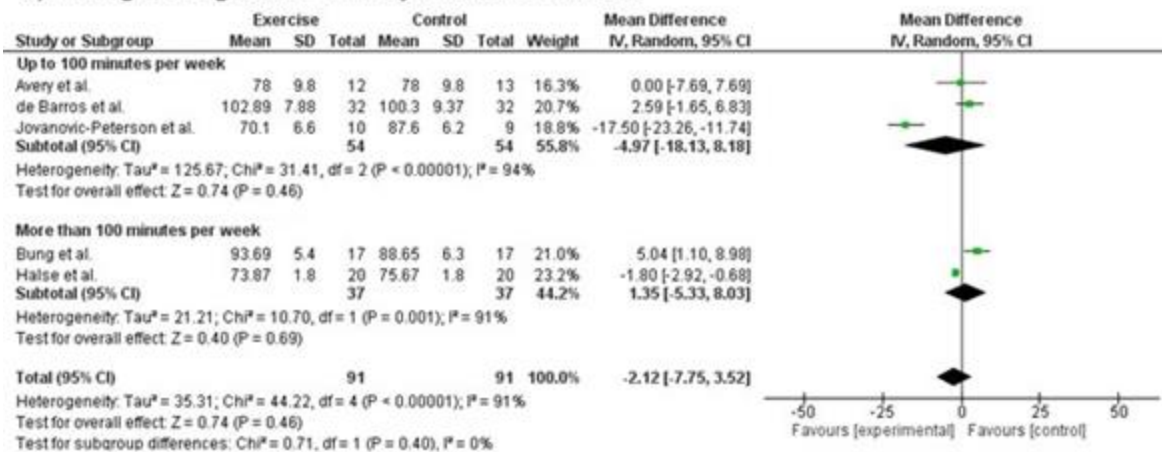 Exercise Control Mean Difference Mean Difference
Study or Subgroup Mean SD Total Mean SD Total Weight IV, Random, 95% CI IV, Random, 95% CI
Up to 100 minutes per week
Avery et al. 78 9.8 12 78 9.8 13 16.3% 0.00 [-7.69, 7.69]
de Barros et al. 102.89 7.88 32 100.3 9.37 32 20.7% 2.59 [-1.65, 6.83]
Jovanovic-Peterson et al. 70.1 6.6 10 87.6 6.2 9 18.8% -17.50 [-23.26, -11.74]
Subtotal (95% CI) 54 54 55.8% -4.97 [-18.13, 8.18]
Heterogeneity: Tau² = 125.67; Chi² = 31.41, df = 2 (P < 0.00001); I² = 94%
Test for overall effect: Z = 0.74 (P = 0.46)
More than 100 minutes per week
Bung et al. 93.69 5.4 17 88.65 6.3 17 21.0% 5.04 [1.10, 8.98]
Halse et al. 73.87 1.8 20 75.67 1.8 20 23.2% -1.80 [-2.92, -0.68]
Subtotal (95% CI) 37 37 44.2% 1.35 [-5.33, 8.03]
Heterogeneity: Tau² = 21.21; Chi² = 10.70, df = 1 (P = 0.001); I² = 91%
Test for overall effect: Z = 0.40 (P = 0.69)
Total (95% CI) 91 91 100.0% -2.12 [-7.75, 3.52]
Heterogeneity: Tau² = 35.31; Chi² = 44.22, df = 4 (P < 0.00001); I² = 91%
Test for overall effect: Z = 0.74 (P = 0.46)
Test for subgroup differences: Chi² = 0.71, df = 1 (P = 0.40), I² = 0%
-50 -25 0 25 50
Favours [experimental] Favours [control]